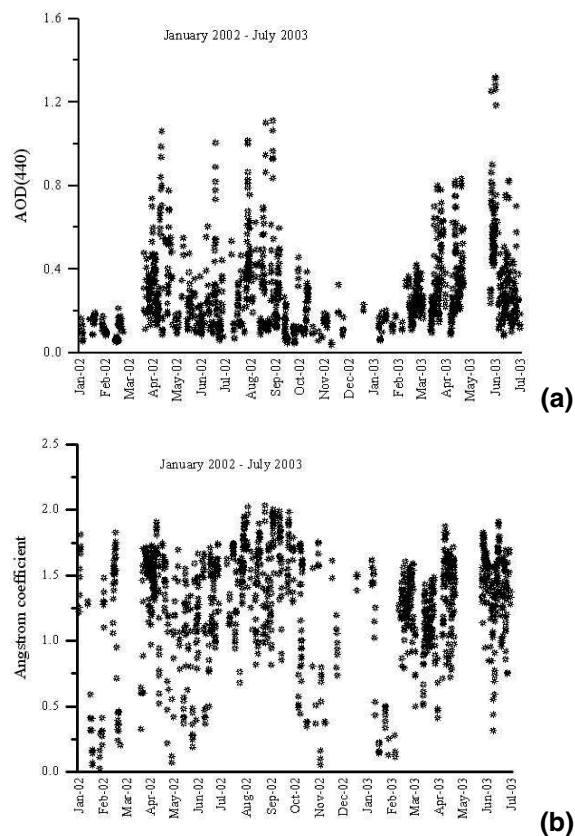 January 2002 - July 2003
AOD(440)
1.6
1.2
0.8
0.4
0.0
Jan-02
Feb-02
Mar-02
Apr-02
May-02
Jun-02
Jul-02
Aug-02
Sep-02
Oct-02
Nov-02
Dec-02
Jan-03
Feb-03
Mar-03
Apr-03
May-03
Jun-03
Jul-03
(a)
January 2002 - July 2003
Angstrom coefficient
2.5
2.0
1.5
1.0
0.5
0.0
Jan-02
Feb-02
Mar-02
Apr-02
May-02
Jun-02
Jul-02
Aug-02
Sep-02
Oct-02
Nov-02
Dec-02
Jan-03
Feb-03
Mar-03
Apr-03
May-03
Jun-03
Jul-03
(b)